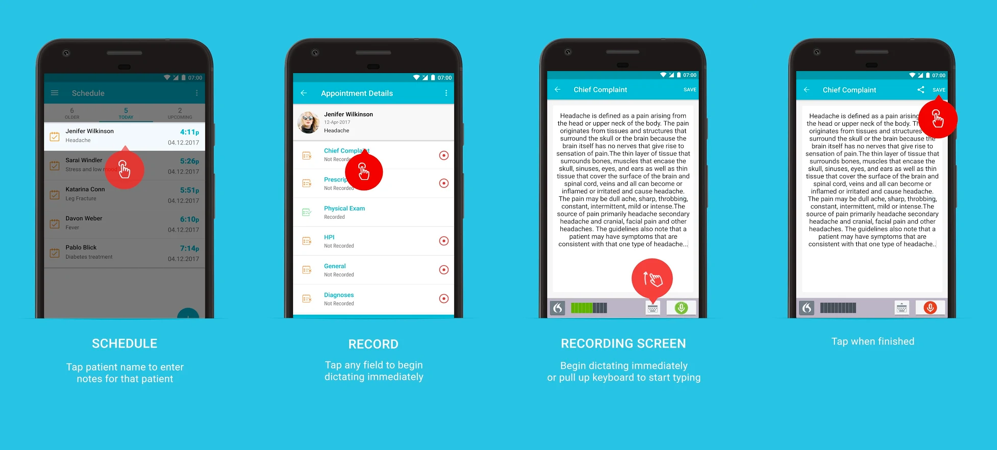 07:00
Schedule
6
OLDER
5
TODAY
2
UPCOMING
Jenifer Wilkinson
4:11p
Headache
04.12.2017
Sarai Windler
5:26p
Stress and low
04.12.2017
Katarina Conn
5:51p
Leg Fracture
04.12.2017
Davon Weber
6:10p
Fever
04.12.2017
Pablo Blick
7:14p
Diabetes treatment
04.12.2017
SCHEDULE
Tap patient name to enter
notes for that patient
07:00
Appointment Details
Jenifer Wilkinson
12-Apr-2017
Headache
Chief Complaint
Not Recorded
Prescrip
Not Recorded
Physical Exam
Recorded
HPI
Not Recorded
General
Not Recorded
Diagnoses
Not Recorded
RECORD
Tap any field to begin
dictating immediately
07:00
Chief Complaint
SAVE
Headache is defined as a pain arising from
the head or upper neck of the body. The pain
originates from tissues and structures that
surround the skull or the brain because the
brain itself has no nerves that give rise to
sensation of pain.The thin layer of tissue that
surrounds bones, muscles that encase the
skull, sinuses, eyes, and ears as well as thin
tissue that cover the surface of the brain and
spinal cord, veins and all can become or
inflamed or irritated and cause headache.
The pain may be dull ache, sharp, throbbing,
constant, intermittent, mild or intense.The
source of pain primarily headache secondary
headache and cranial, facial pain and other
headaches. The guidelines also note that a
patient may have symptoms that are
consistent with that one type of headache...
RECORDING SCREEN
Begin dictating immediately
or pull up keyboard to start typing
07:00
Chief Complaint
SAVE
Headache is defined as a pain arising
the head or upper neck of the body. The
originates from tissues and structures
surround the skull or the brain because the
brain itself has no nerves that give rise to
sensation of pain.The thin layer of tissue that
surrounds bones, muscles that encase the
skull, sinuses, eyes, and ears as well as thin
tissue that cover the surface of the brain and
spinal cord, veins and all can become or
inflamed or irritated and cause headache.
The pain may be dull ache, sharp, throbbing,
constant, intermittent, mild or intense.The
source of pain primarily headache secondary
headache and cranial, facial pain and other
headaches. The guidelines also note that a
patient may have symptoms that are
consistent with that one type of headache...
Tap when finished